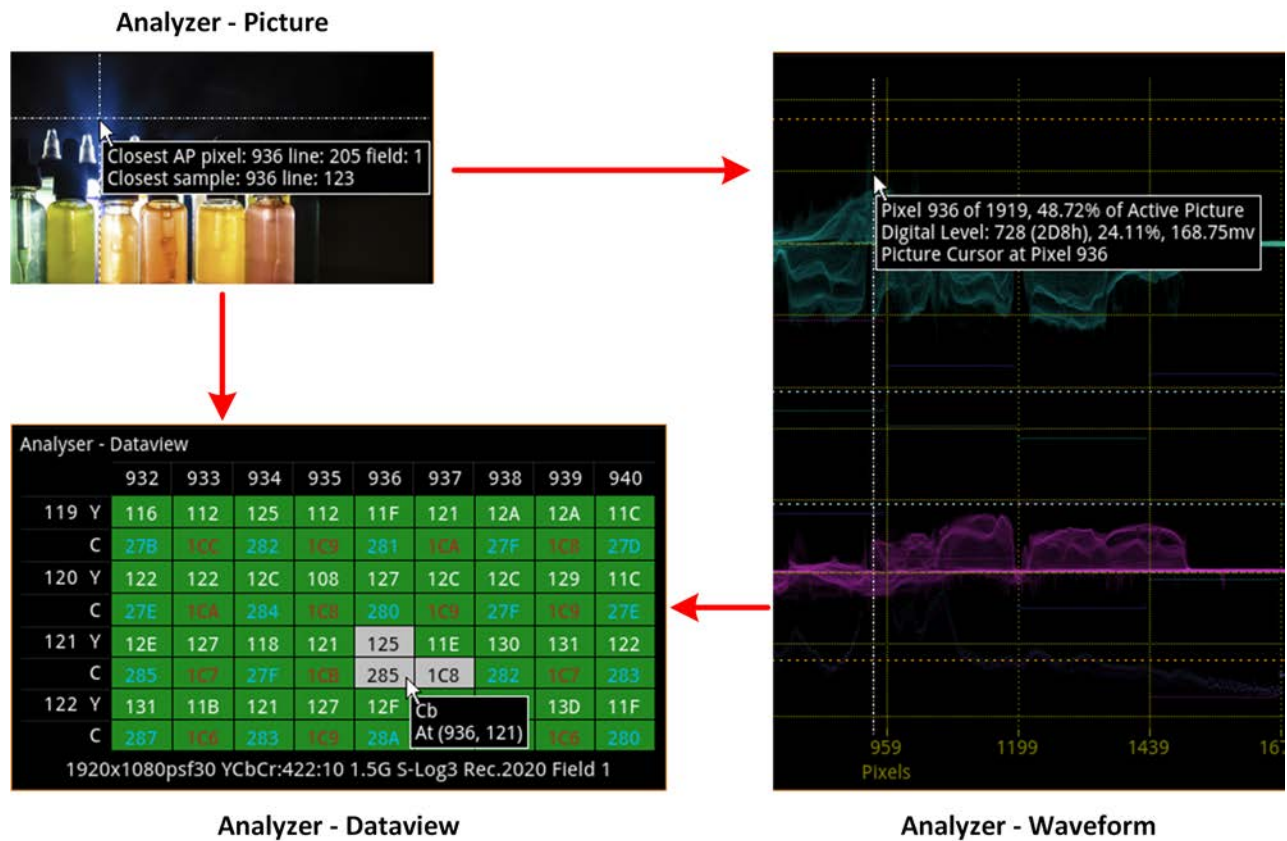 Analyzer - Picture
Closest AP pixel: 936 line: 205 field: 1
Closest sample: 936 line: 123
Pixel 936 of 1919, 48.72% of Active Picture
Digital Level: 728 (2D8h), 24.11%, 168.75mv
Picture Cursor at Pixel 936
Analyser - Dataview
932 933 934 935 936 937 938 939 940
119 Y 116 112 125 112 11F 121 12A 12A 11C
C 27B 1CC 282 1C9 281 1CA 27F 1C8 27D
120 Y 122 122 12C 108 127 12C 12C 129 11C
C 27E 1CA 284 1C8 280 1C9 27F 1C9 27E
121 Y 12E 127 118 121 125 11E 130 131 122
C 285 1C7 27F 1CB 285 1C8 282 1C7 283
122 Y 131 11B 121 127 12F 13D 11F
C 287 1C6 283 1C9 28A 1C6 280
Cb
At (936, 121)
1920x1080psf30 YCbCr:422:10 1.5G S-Log3 Rec.2020 Field 1
959 1199 1439
Pixels
Analyzer - Dataview
Analyzer - Waveform